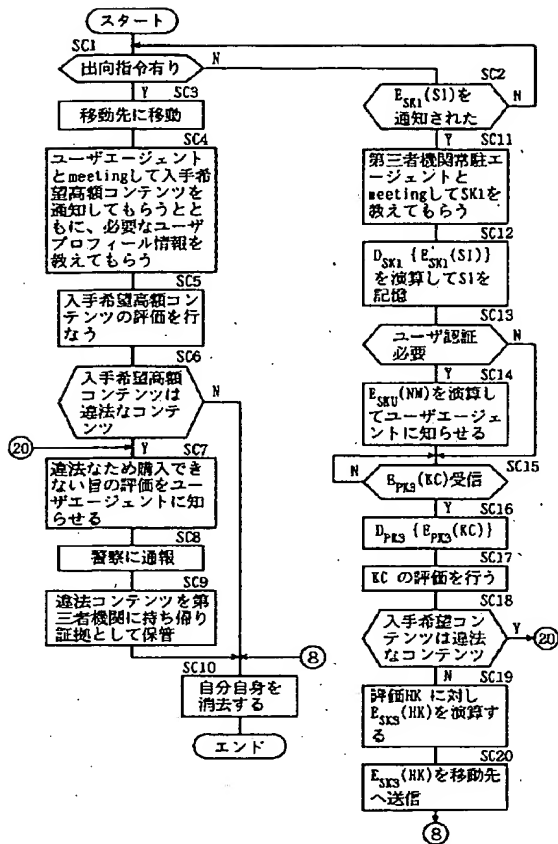 スタート
SC1
出向指令有り
N
Y
SC3
移動先に移動
SC4
ユーザエージェント
とmeetingして入手希
望高額コンテンツを
通知してもらうとと
もに、必要なユーザ
プロフィール情報を
教えてもらう
SC5
入手希望高額コン
テンツの評価を行
なう
SC6
入手希望高額
コンテンツは
違法なコンテ
ンツ
N
20
Y
SC7
違法なため購入でき
ない旨の評価をユー
ザエージェントに知
らせる
SC8
警察に通報
SC9
違法コンテンツを第
三者機関に持ち帰り
証拠として保管
SC10
8
自分自身を
消去する
エンド
SC2
ESK1(SI)を
通知された
N
Y
SC11
第三者機関常駐エ
ージェントと
meetingしてSK1を
教えてもらう
SC12
DSK1{ESK1(SI)}
を演算してSIを
記憶
SC13
ユーザ認証
必要
N
Y
SC14
ESKU(NW)を演算し
てユーザエージェ
ントに知らせる
SC15
N
EPK3(KC)受信
Y
SC16
DPK3{EPK3(KC)}
SC17
KCの評価を行う
SC18
入手希望コン
テンツは違法
なコンテンツ
Y
20
N
SC19
評価HKに対し
ESK3(HK)を演算す
る
SC20
ESK3(HK)を移動先
へ送信
8